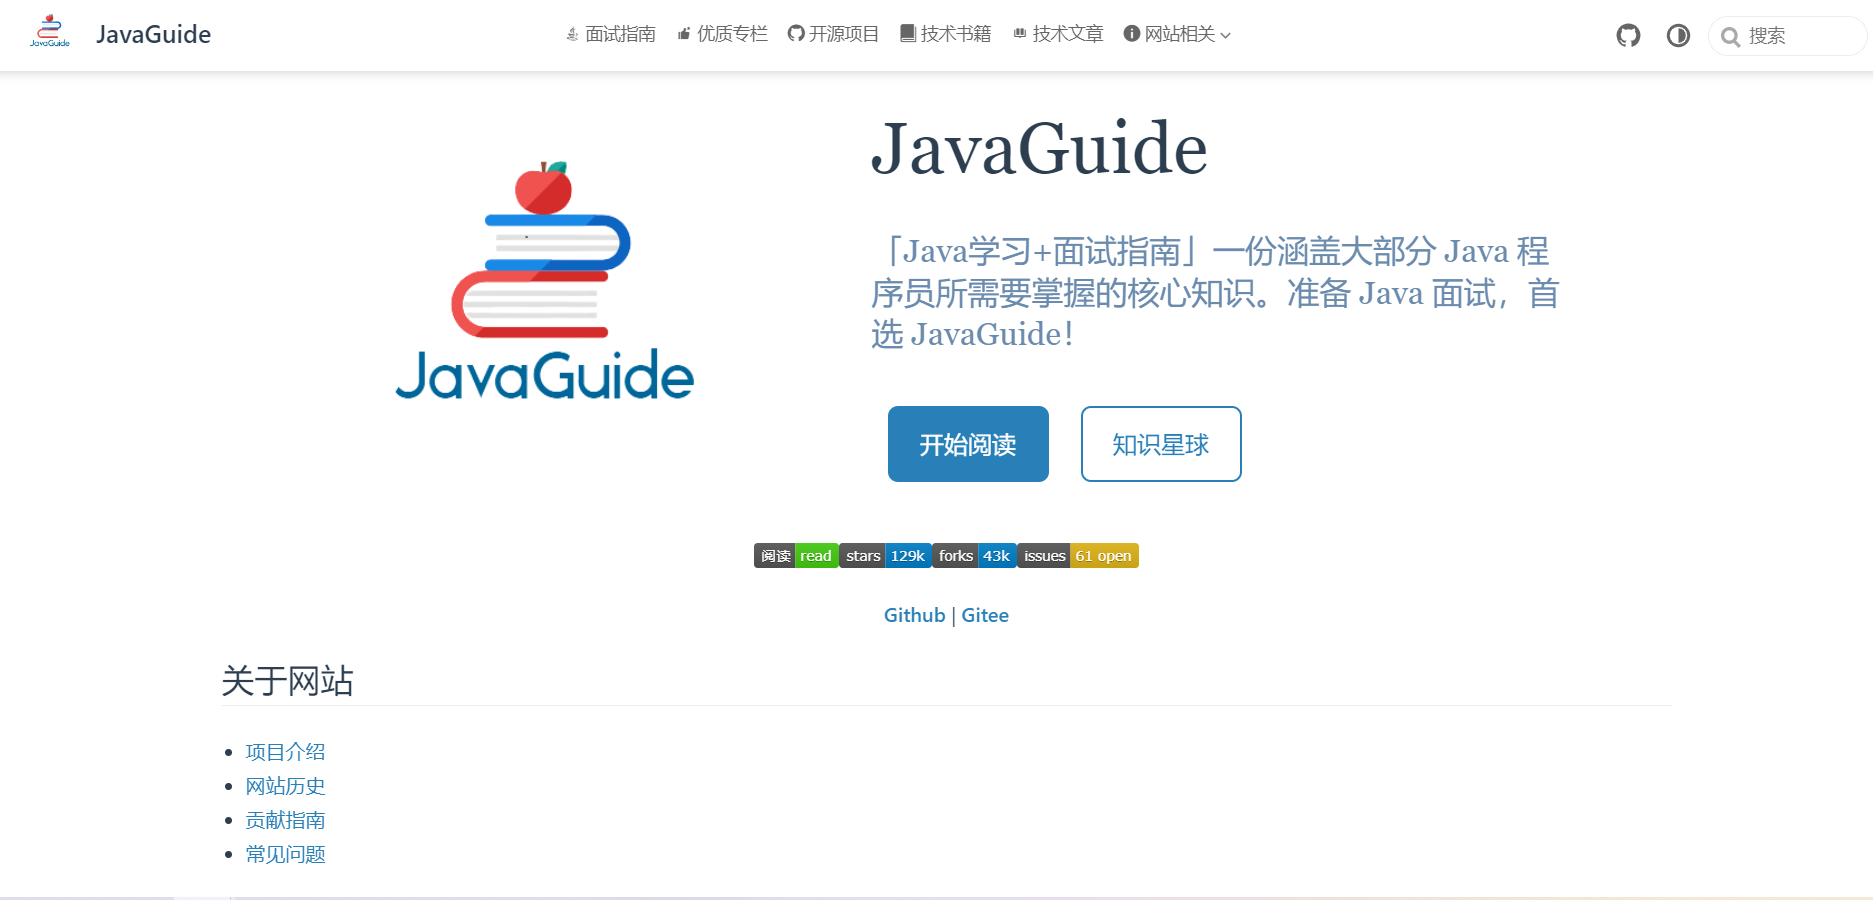 JavaGuide
JavaGuide
面试指南
优质专栏
开源项目
技术书籍
技术文章
网站相关
搜索
JavaGuide
JavaGuide
「Java学习+面试指南」一份涵盖大部分 Java 程
序员所需要掌握的核心知识。准备 Java 面试，首
选 JavaGuide！
开始阅读
知识星球
阅读 read stars 129k forks 43k issues 61 open
Github | Gitee
关于网站
项目介绍
网站历史
贡献指南
常见问题